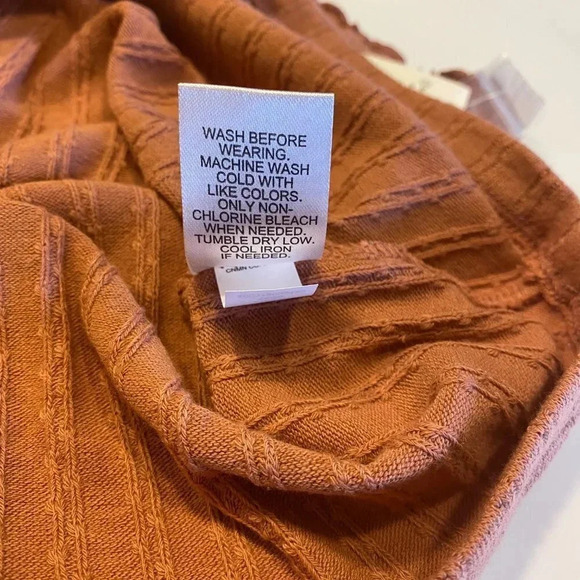 WASH BEFORE
WEARING.
MACHINE WASH
COLD WITH
LIKE COLORS.
ONLY NON-
CHLORINE BLEACH
WHEN NEEDED.
TUMBLE DRY LOW.
COOL IRON
IF NEEDED.